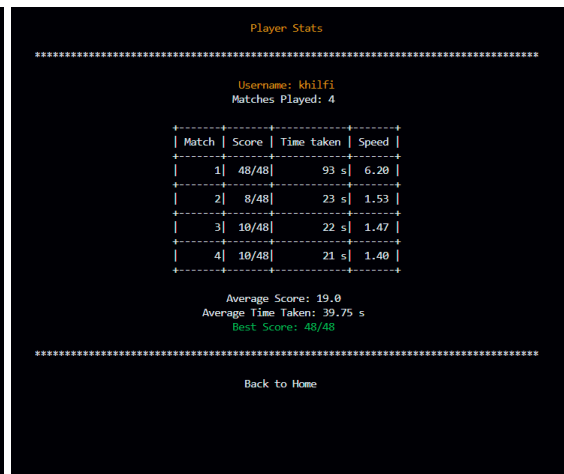 Player Stats
************************************************************************************
Username: khilfi
Matches Played: 4
+-------+-------+------------+-------+
| Match | Score | Time taken | Speed |
+-------+-------+------------+-------+
| 1| 48/48| 93 s| 6.20 |
+-------+-------+------------+-------+
| 2| 8/48| 23 s| 1.53 |
+-------+-------+------------+-------+
| 3| 10/48| 22 s| 1.47 |
+-------+-------+------------+-------+
| 4| 10/48| 21 s| 1.40 |
+-------+-------+------------+-------+
Average Score: 19.0
Average Time Taken: 39.75 s
Best Score: 48/48
************************************************************************************
Back to Home